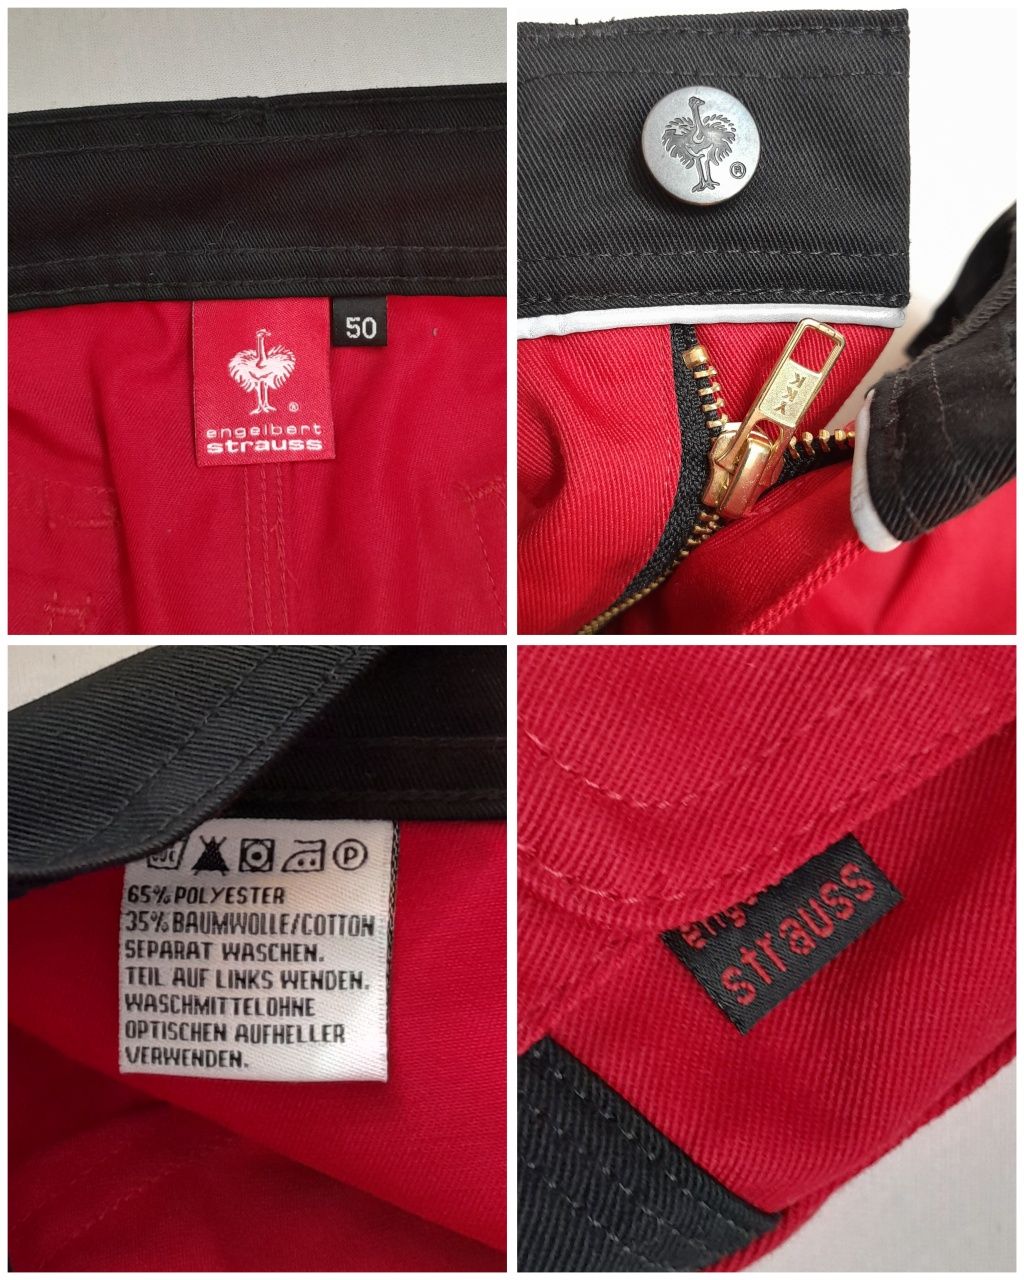 50
®
engelbert
strauss
®
YKK
P
65% POLYESTER
35% BAUMWOLLE/COTTON
SEPARAT WASCHEN.
TEIL AUF LINKS WENDEN.
WASCHMITTELOHNE
OPTISCHEN AUFHELLER
VERWENDEN.
strauss